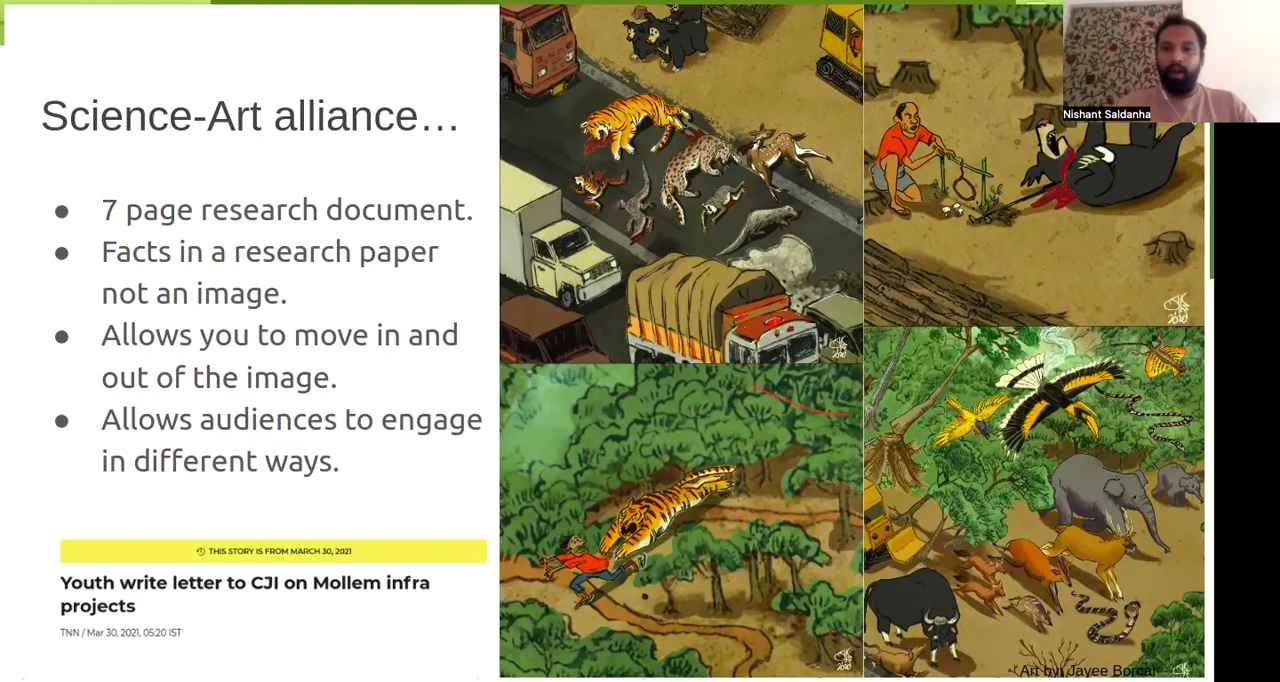 Science-Art alliance…
● 7 page research document.
● Facts in a research paper
not an image.
● Allows you to move in and
out of the image.
● Allows audiences to engage
in different ways.
THIS STORY IS FROM MARCH 30, 2021
Youth write letter to CJI on Mollem infra
projects
TNN / Mar 30, 2021, 05:20 IST
Nishant Saldanha
2020
2020
2020
Art by: Jayee Borcar